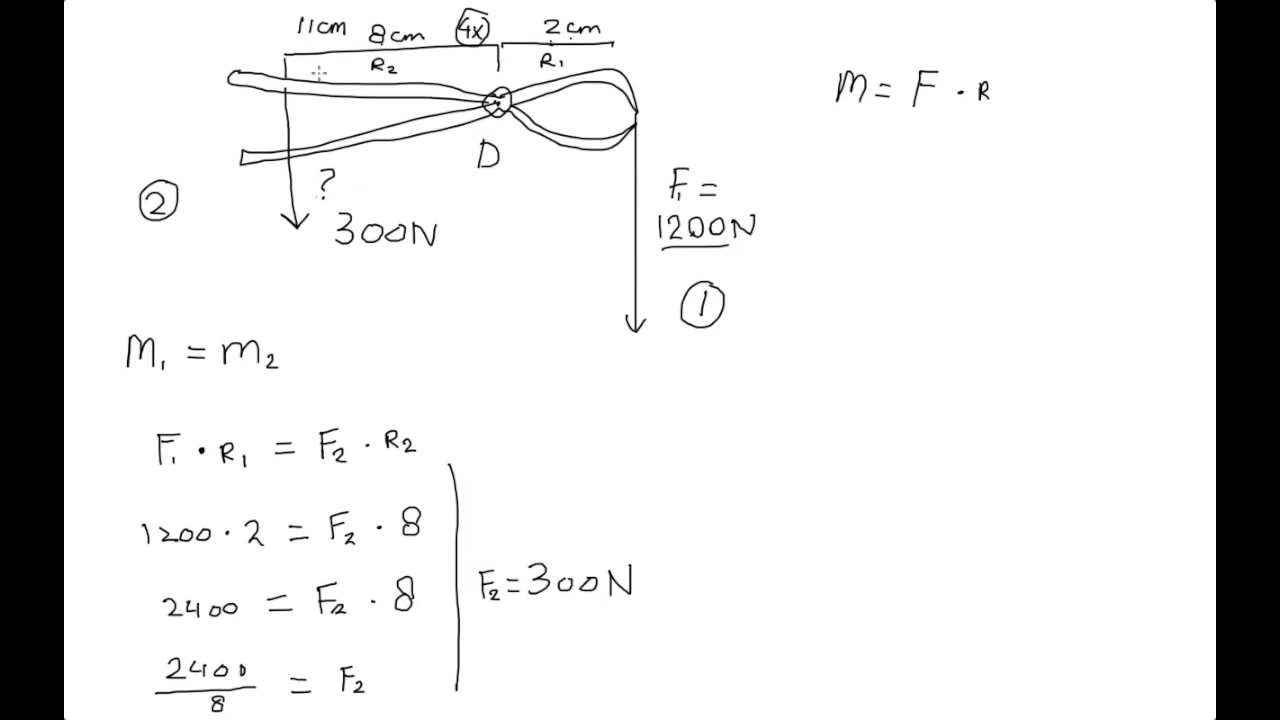 11cm 8cm 4x 2cm
R2 R1
M = F · R
D
?
300N
2
F1 =
1200N
1
M1 = m2
F1 · R1 = F2 · R2
1200 · 2 = F2 · 8
2400 = F2 · 8
2400
8
= F2
F2 = 300N